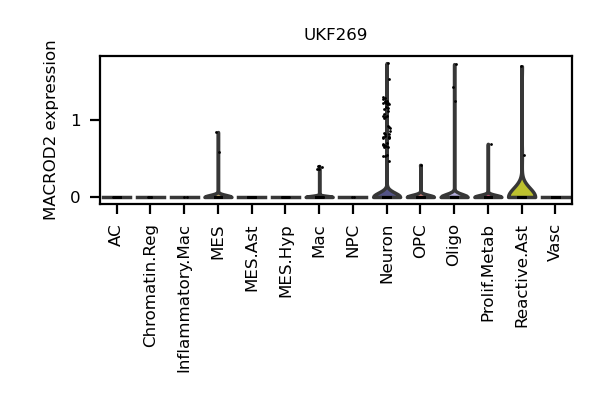 UKF269
MACROD2 expression
1
0
AC
Chromatin.Reg
Inflammatory.Mac
MES
MES.Ast
MES.Hyp
Mac
NPC
Neuron
OPC
Oligo
Prolif.Metab
Reactive.Ast
Vasc